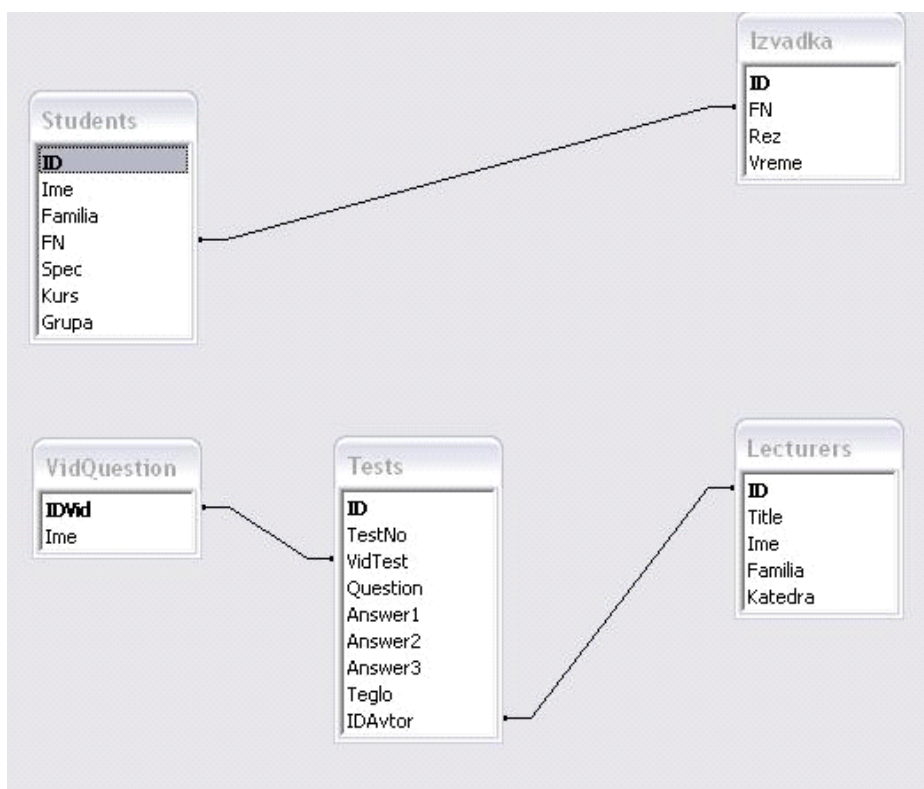 Izvadka
ID
FN
Rez
Vreme
Students
ID
Ime
Familia
FN
Spec
Kurs
Grupa
VidQuestion
IDVid
Ime
Tests
ID
TestNo
VidTest
Question
Answer1
Answer2
Answer3
Teglo
IDAvtor
Lecturers
ID
Title
Ime
Familia
Katedra